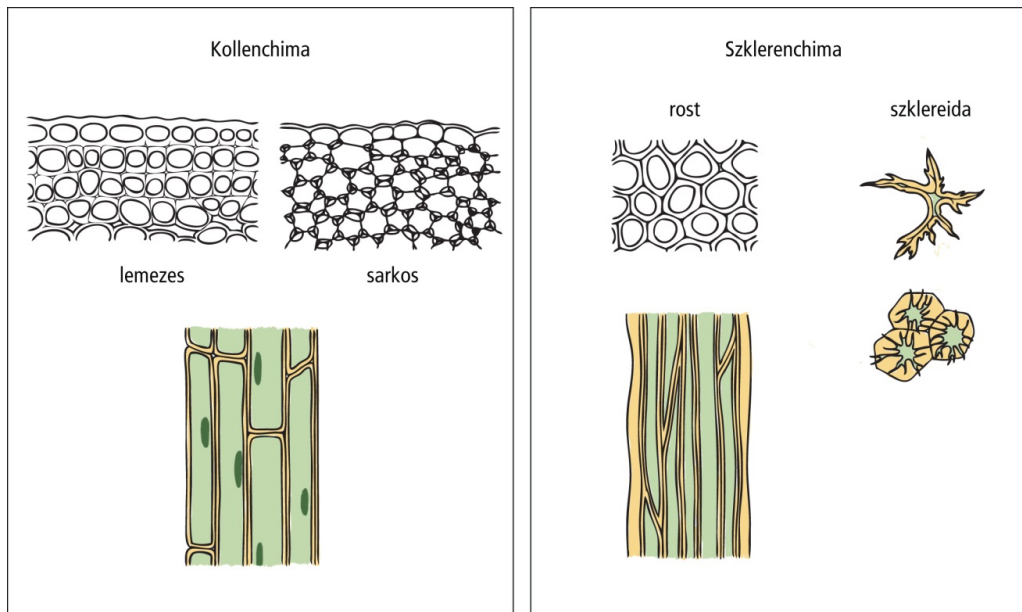 Kollenchima
lemezes
sarkos
Szklerenchima
rost
szklereida